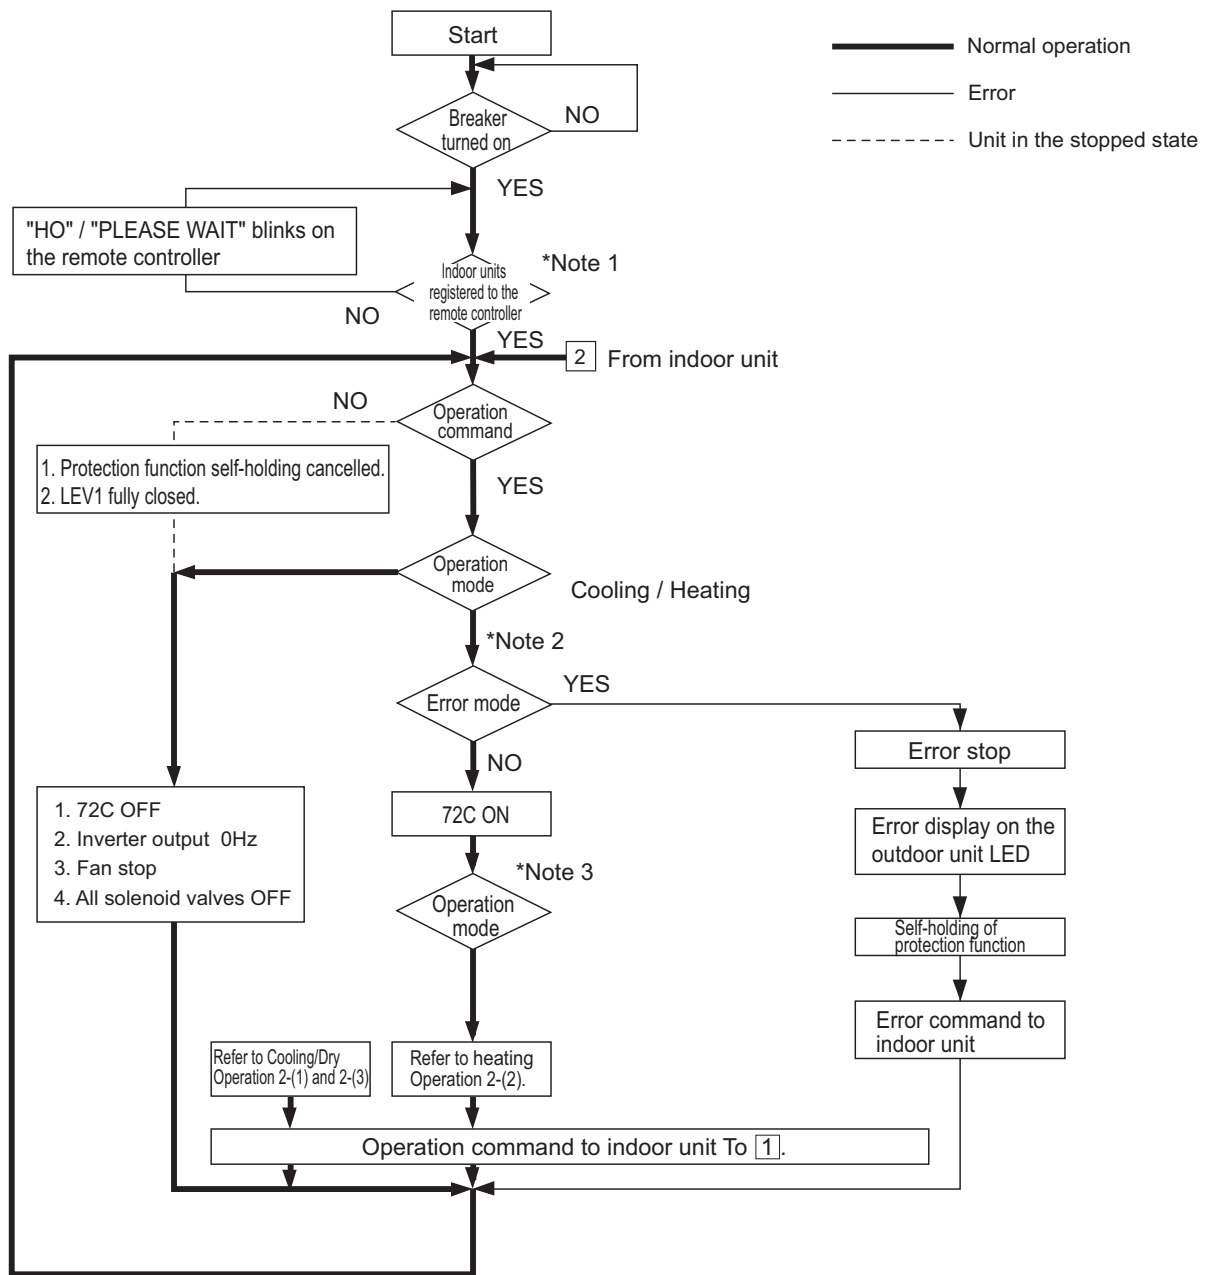 Start
Normal operation
Error
Unit in the stopped state
Breaker
turned on
NO
YES
"HO" / "PLEASE WAIT" blinks on
the remote controller
*Note 1
Indoor units
registered to the
remote controller
NO
YES
2 From indoor unit
NO
Operation
command
1. Protection function self-holding cancelled.
2. LEV1 fully closed.
YES
Operation
mode
Cooling / Heating
*Note 2
Error mode
YES
NO
Error stop
1. 72C OFF
2. Inverter output 0Hz
3. Fan stop
4. All solenoid valves OFF
72C ON
Error display on the
outdoor unit LED
*Note 3
Operation
mode
Self-holding of
protection function
Error command to
indoor unit
Refer to Cooling/Dry
Operation 2-(1) and 2-(3)
Refer to heating
Operation 2-(2).
Operation command to indoor unit To 1.